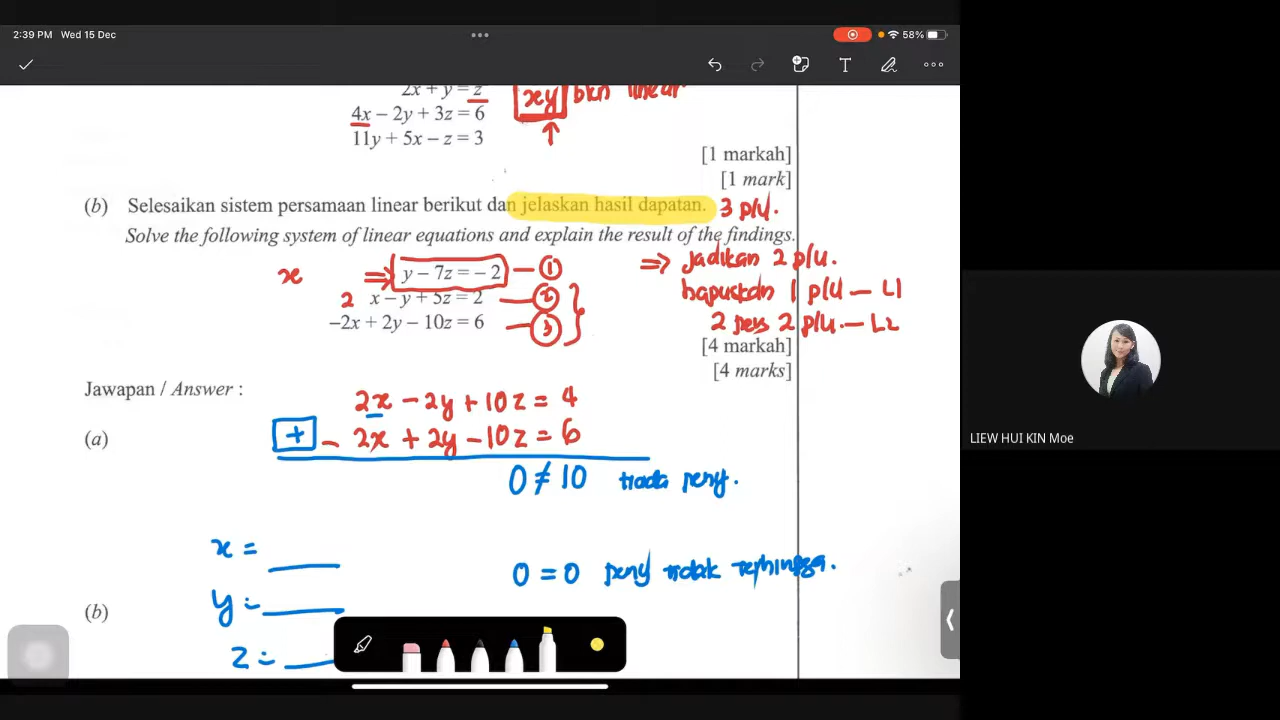 2:39 PM Wed 15 Dec
58%
2x + y = z
xy bkn linear
4x − 2y + 3z = 6
11y + 5x − z = 3
[1 markah]
[1 mark]
(b) Selesaikan sistem persamaan linear berikut dan jelaskan hasil dapatan. 3 p/u.
Solve the following system of linear equations and explain the result of the findings.
x ⇒ y − 7z = − 2 — ①
⇒ jadikan 2 p/u.
2 x − y + 5z = 2 — ②
hapuskan 1 p/u — L1
−2x + 2y − 10z = 6 — ③
2 pers 2 p/u. — L2
[4 markah]
[4 marks]
Jawapan / Answer :
2x − 2y + 10z = 4
(a)
+ − 2x + 2y − 10z = 6
0 ≠ 10 tiada peny.
x =
0 = 0 peny tidak terhingga.
y =
(b)
z =
T
LIEW HUI KIN Moe